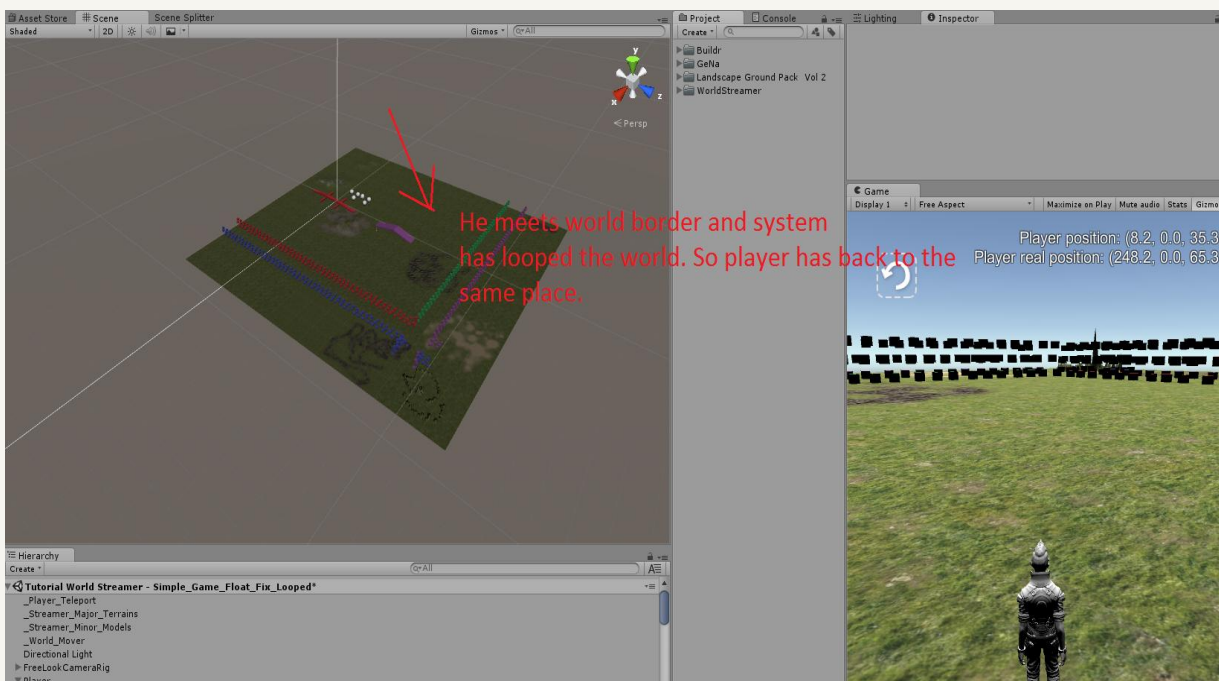 Asset Store
Scene
Scene Splitter
Shaded
2D
Gizmos
All
y
x
z
Persp
He meets world border and system
has looped the world. So player has back to the
same place.
Hierarchy
Create
All
Tutorial World Streamer - Simple_Game_Float_Fix_Looped*
_Player_Teleport
_Streamer_Major_Terrains
_Streamer_Minor_Models
_World_Mover
Directional Light
FreeLookCameraRig
Player
Project
Console
Create
Buildr
GeNa
Landscape Ground Pack Vol 2
WorldStreamer
Lighting
Inspector
Game
Display 1
Free Aspect
Maximize on Play
Mute audio
Stats
Gizmo
Player position: (8.2, 0.0, 35.3
Player real position: (248.2, 0.0, 65.3